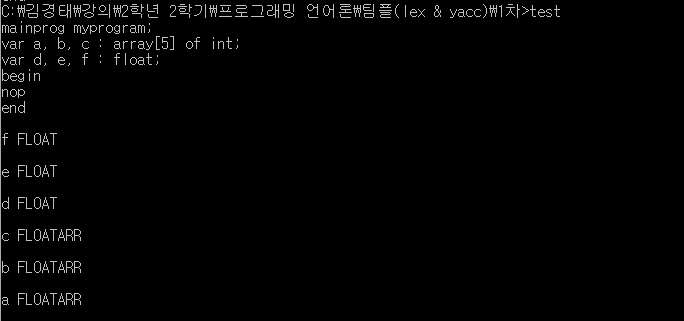 C:₩김경태₩강의₩2학년 2학기₩프로그래밍 언어론₩팀플(lex & yacc)₩1차>test
mainprog myprogram;
var a, b, c : array[5] of int;
var d, e, f : float;
begin
nop
end
f FLOAT
e FLOAT
d FLOAT
c FLOATARR
b FLOATARR
a FLOATARR